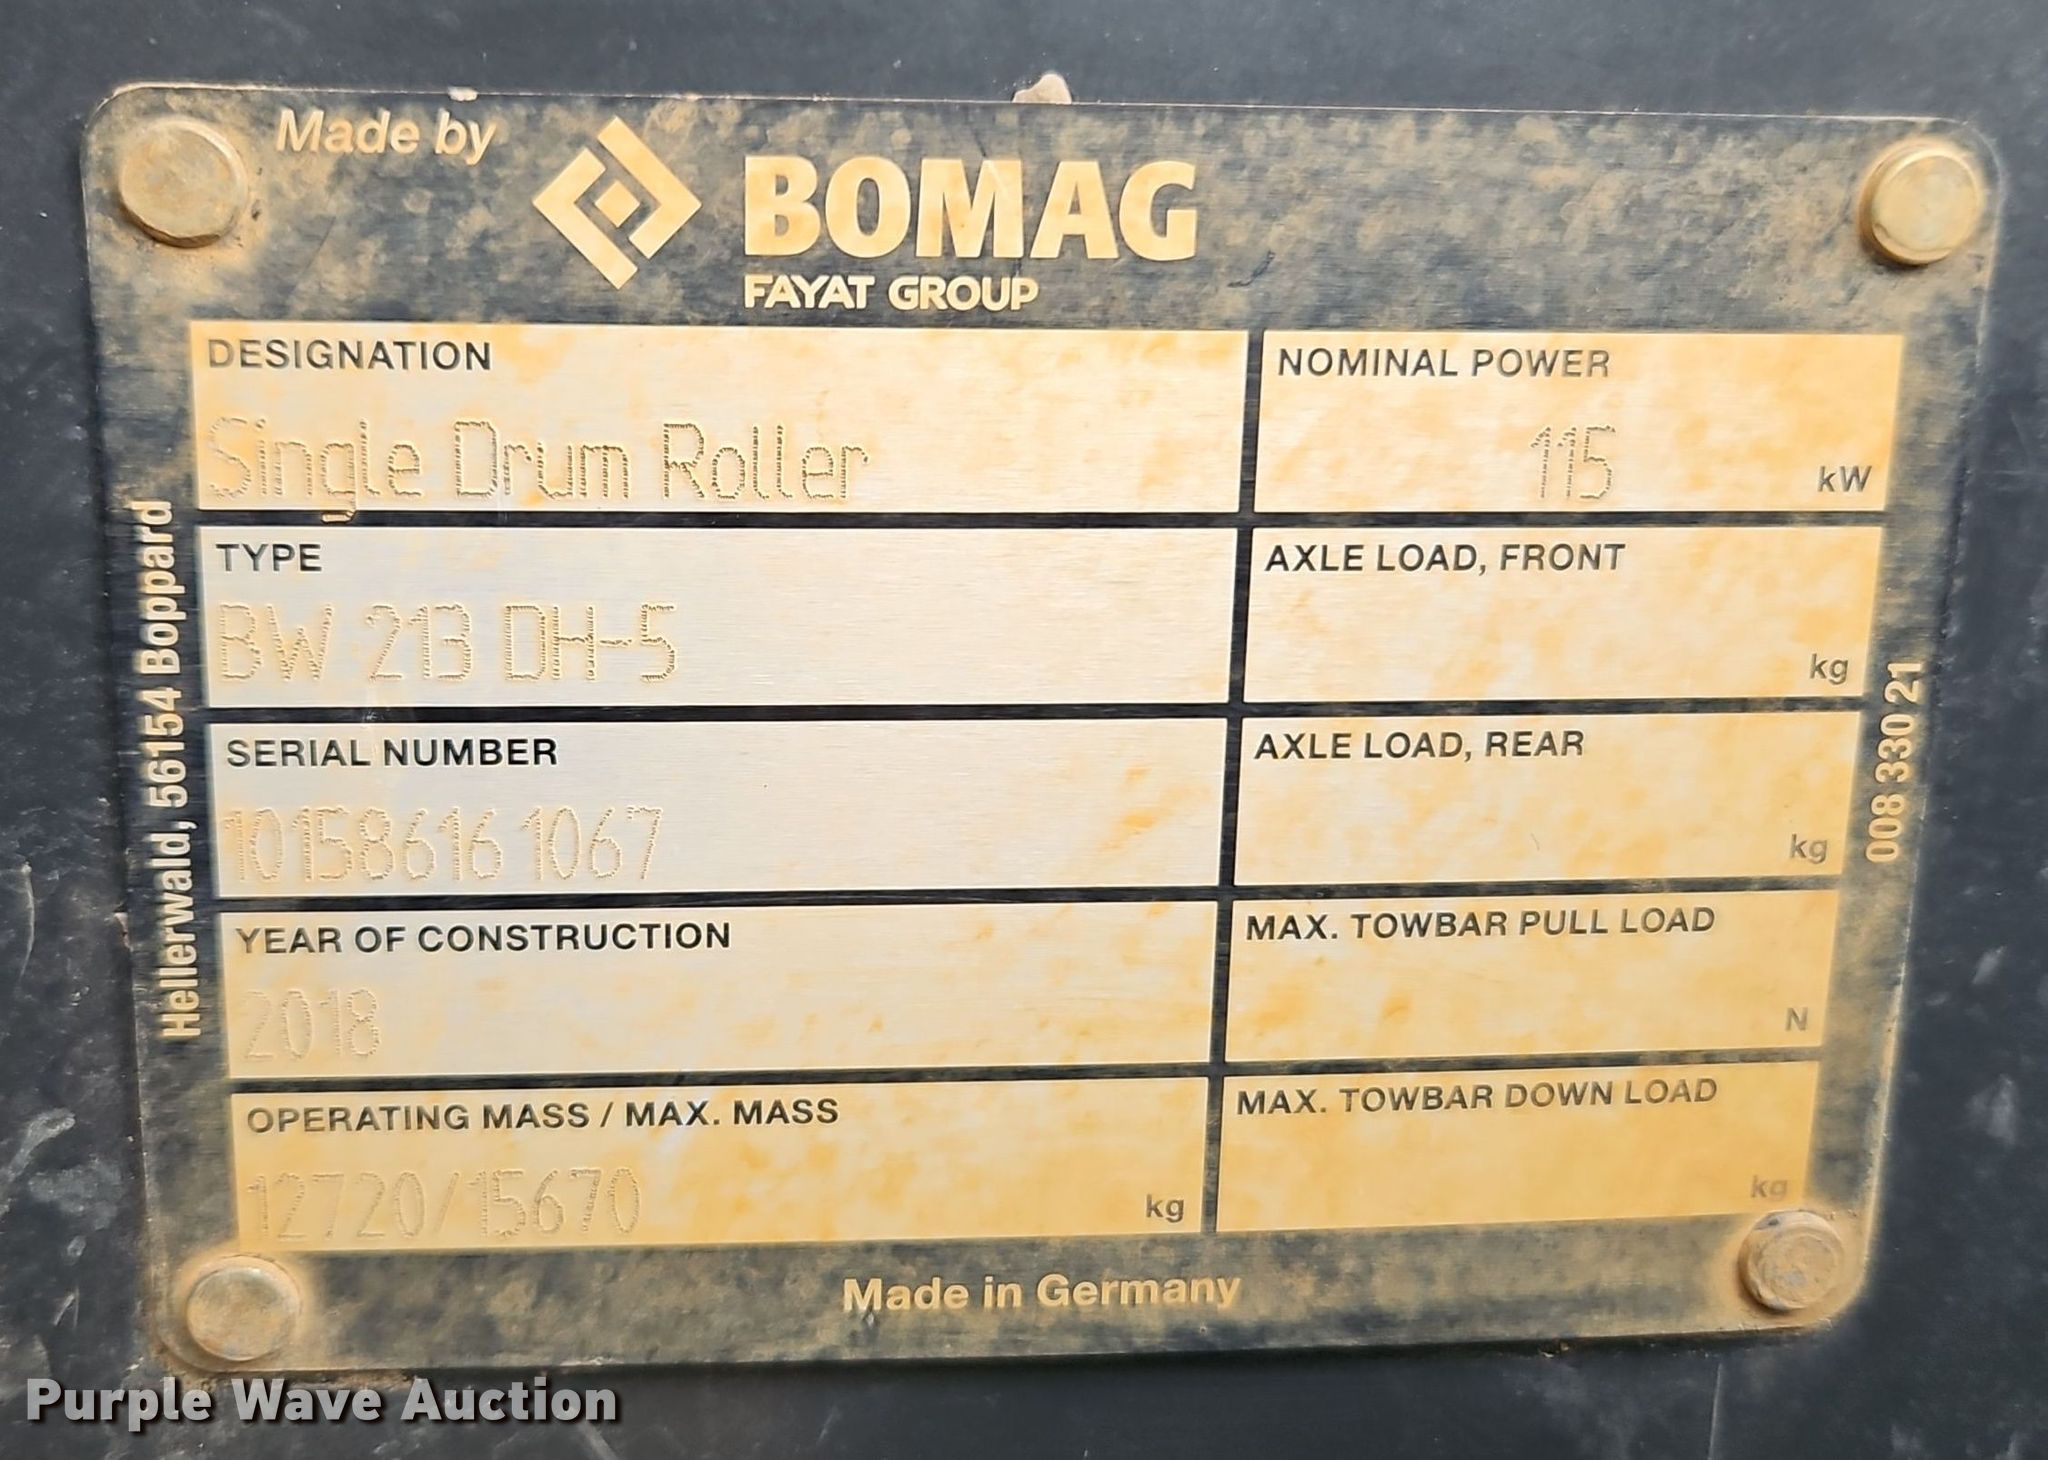 Made by
BOMAG
FAYAT GROUP
DESIGNATION
Single Drum Roller
NOMINAL POWER
115 kW
TYPE
BW 213 DH-5
AXLE LOAD, FRONT
kg
SERIAL NUMBER
101586161067
AXLE LOAD, REAR
kg
YEAR OF CONSTRUCTION
2018
MAX. TOWBAR PULL LOAD
N
OPERATING MASS / MAX. MASS
12720/15670 kg
MAX. TOWBAR DOWN LOAD
kg
Hellerwald, 56154 Boppard
008 330 21
Made in Germany
Purple Wave Auction